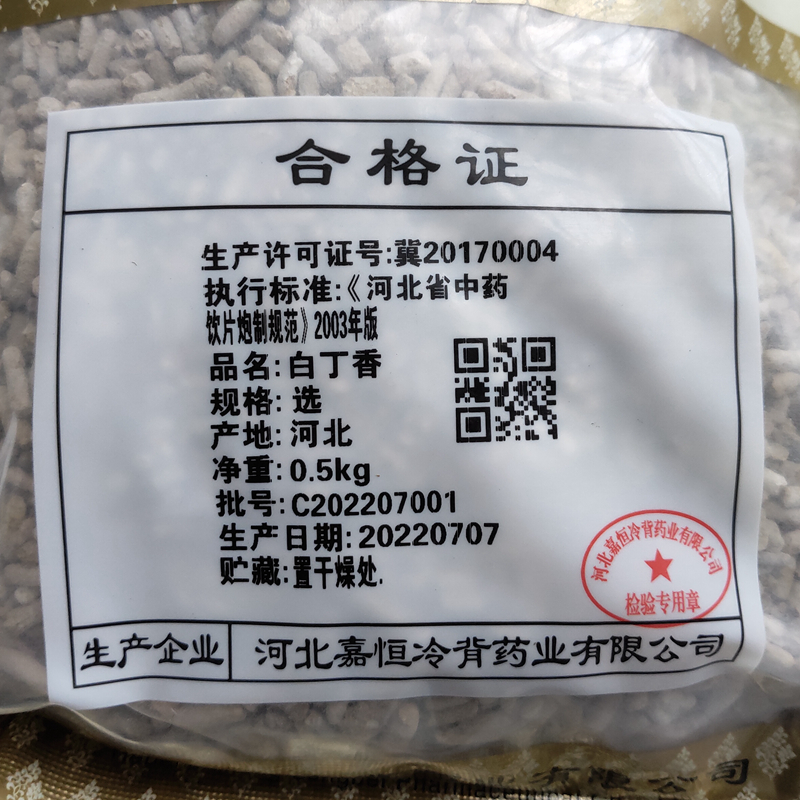 合格证
生产许可证号:冀20170004
执行标准:《河北省中药
饮片炮制规范》2003年版
品名:白丁香
规格:选
产地:河北
净重:0.5kg
批号:C202207001
生产日期:20220707
贮藏:置干燥处.
河北嘉恒冷背药业有限公司
检验专用章
生产企业 河北嘉恒冷背药业有限公司
业有限公司